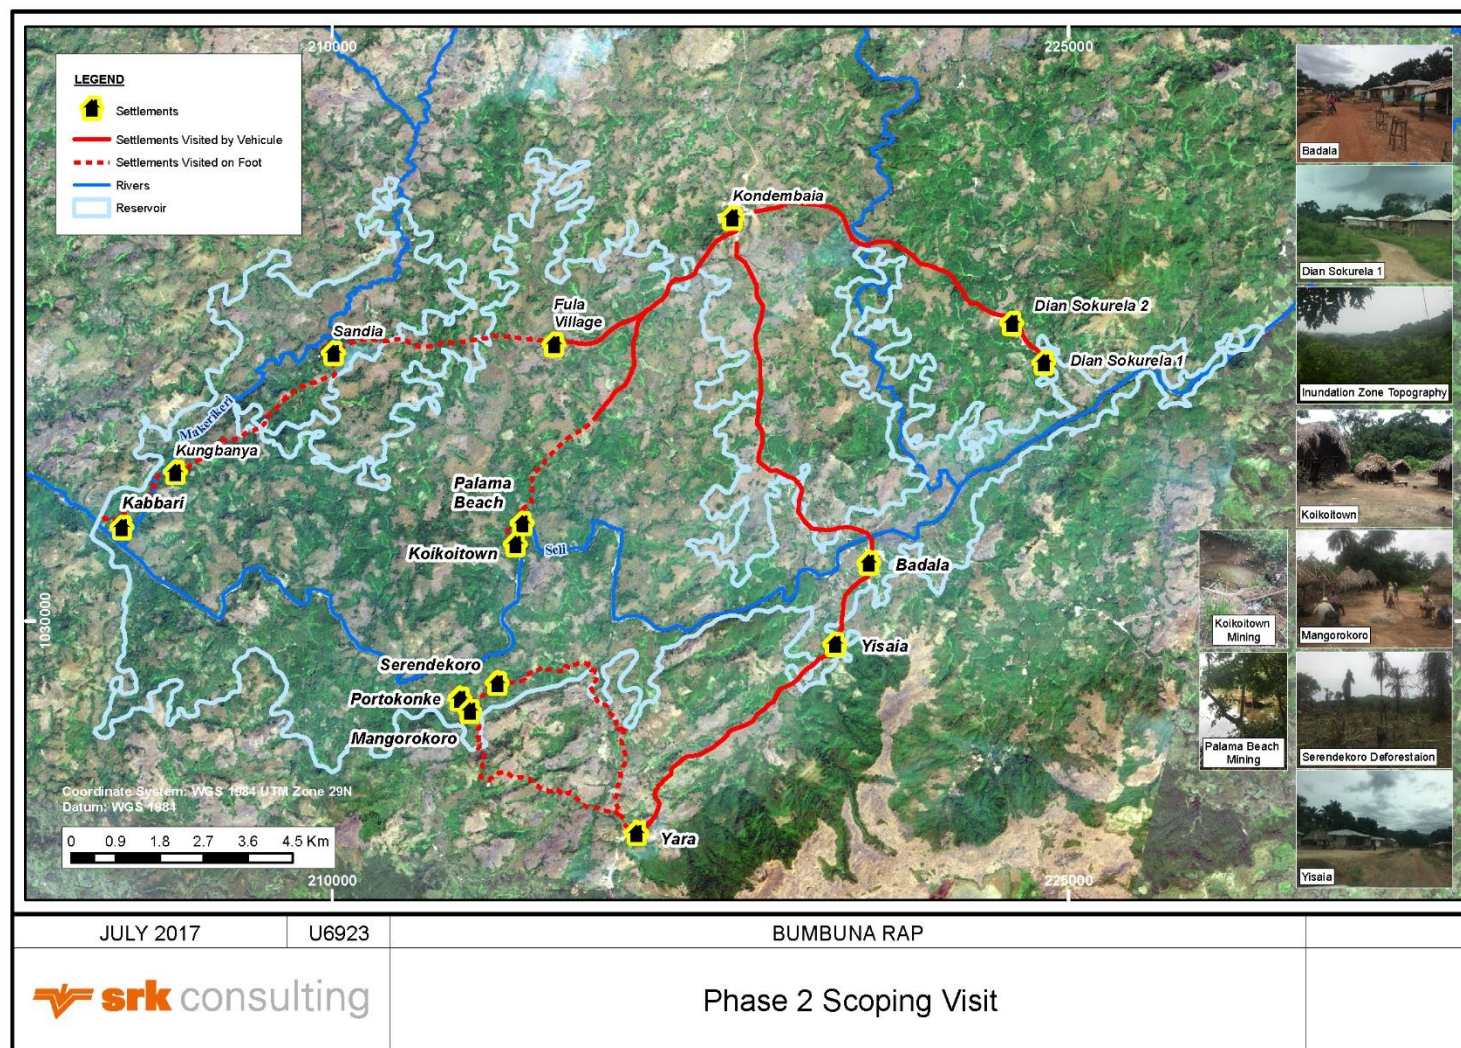 210000
225000
LEGEND
Settlements
Settlements Visited by Vehicule
Settlements Visited on Foot
Rivers
Reservoir
Kondembaia
Fula
Village
Sandia
Dian Sokurela 2
Dian Sokurela 1
Makerikeri
Kungbanya
Kabbari
Palama
Beach
Koikoitown
Seli
Badala
Yisaia
Serendekoro
Portokonke
Mangorokoro
Yara
1030000
Coordinate System: WGS 1984 UTM Zone 29N
Datum: WGS 1984
0 0.9 1.8 2.7 3.6 4.5 Km
210000
225000
Badala
Dian Sokurela 1
Inundation Zone Topography
Koikoitown
Koikoitown
Mining
Mangorokoro
Palama Beach
Mining
Serendekoro Deforestaion
Yisaia
JULY 2017
U6923
BUMBUNA RAP
srk consulting
Phase 2 Scoping Visit